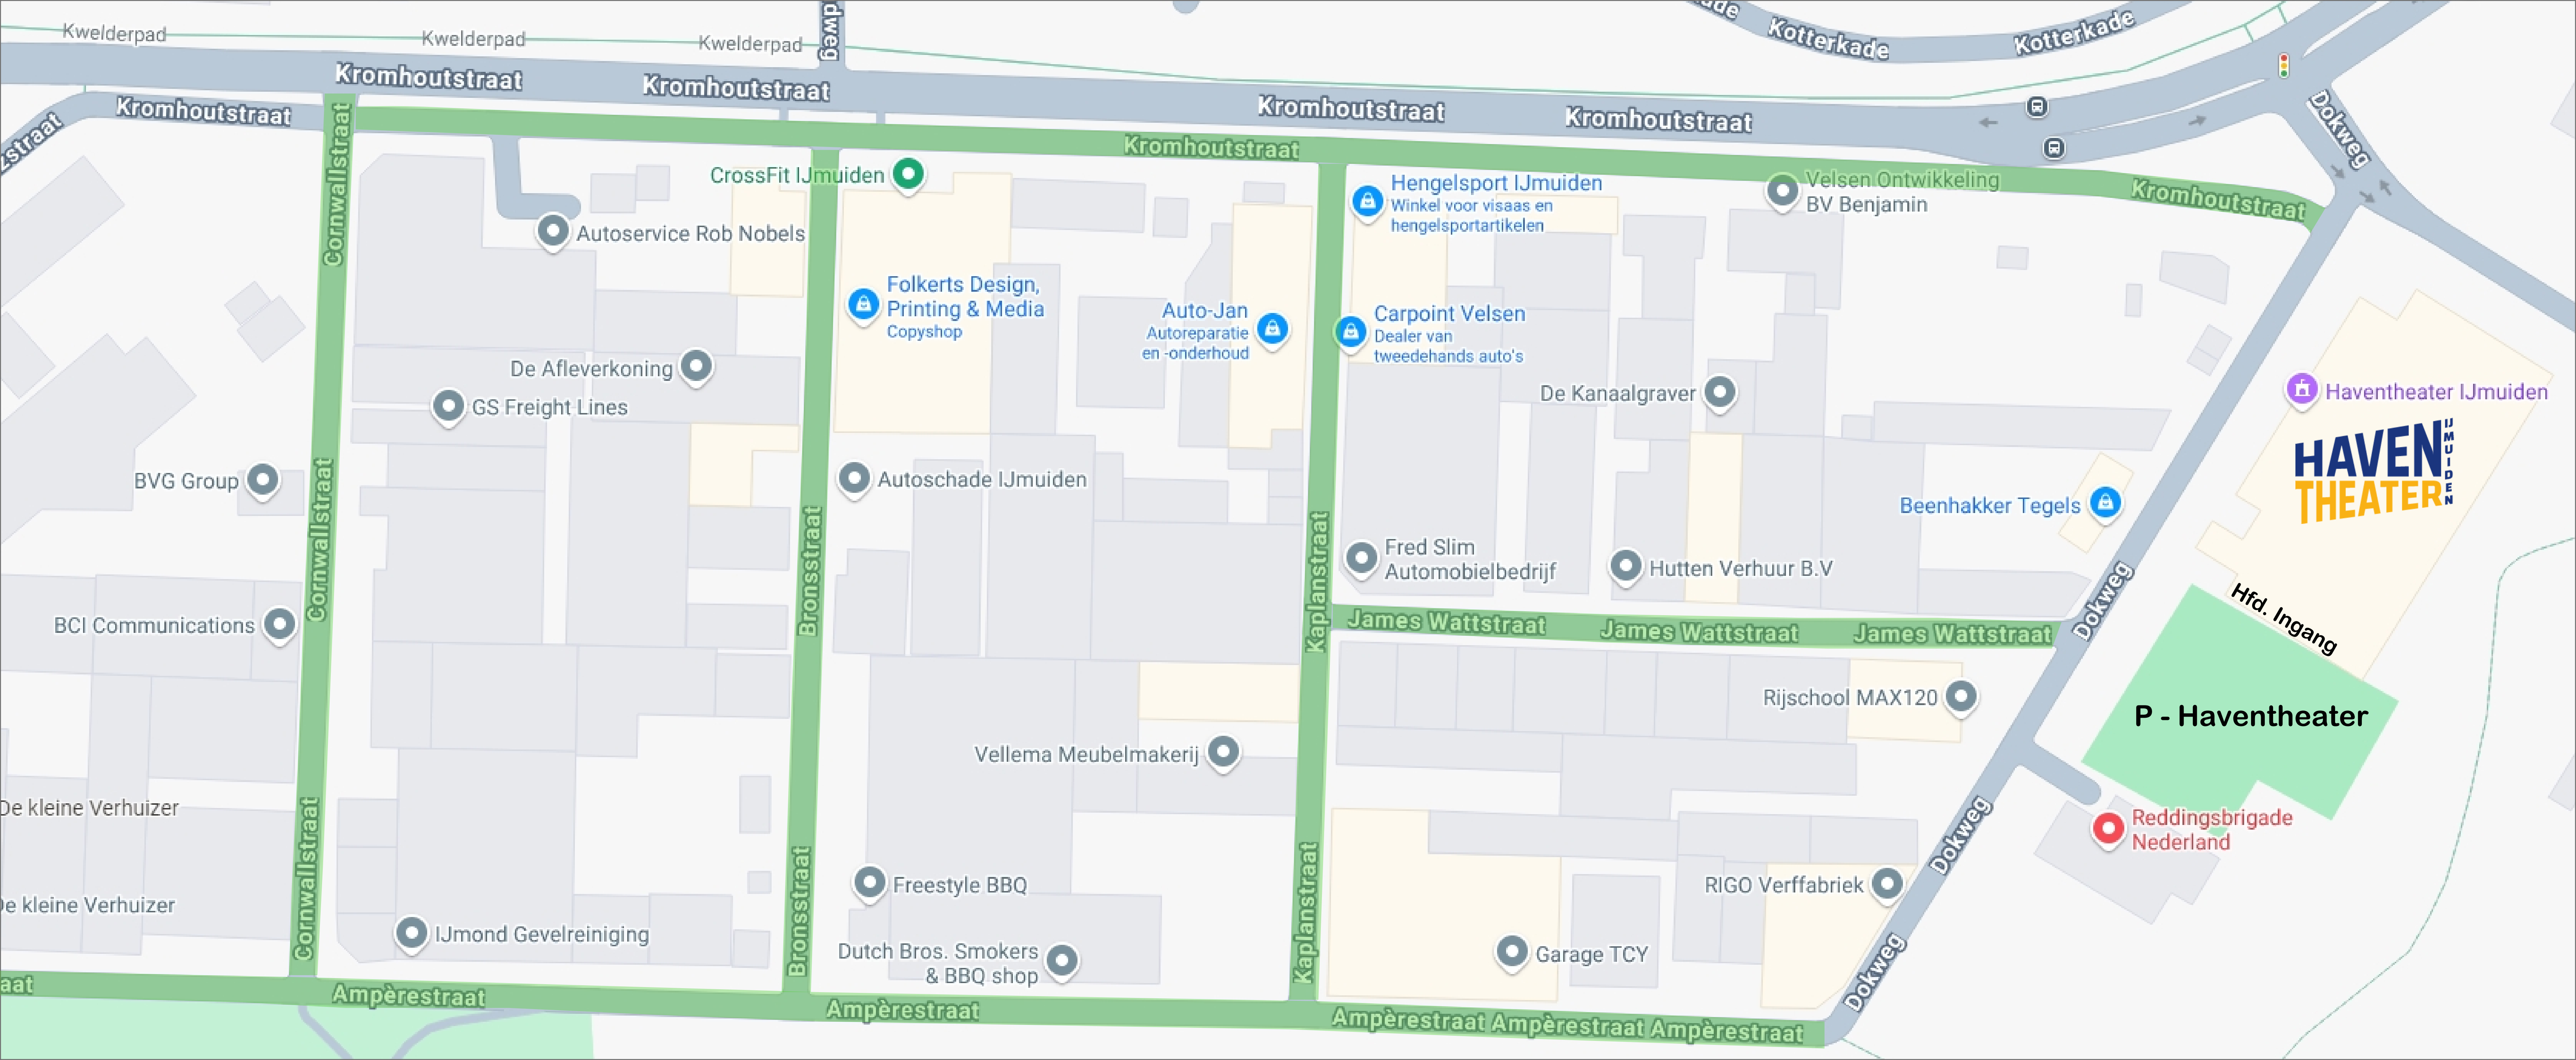 Kwelderpad
Kwelderpad
Kwelderpad
dweg
Kotterkade
Kotterkade
Kromhoutstraat
Kromhoutstraat
Kromhoutstraat
Kromhoutstraat
Kromhoutstraat
Kromhoutstraat
Kromhoutstraat
Dokweg
Cornwallstraat
CrossFit IJmuiden
Autoservice Rob Nobels
Hengelsport IJmuiden
Winkel voor visaas en
hengelsportartikelen
Velsen Ontwikkeling
BV Benjamin
Folkerts Design,
Printing & Media
Copyshop
Auto-Jan
Autoreparatie
en -onderhoud
Carpoint Velsen
Dealer van
tweedehands auto's
De Afleverkoning
GS Freight Lines
De Kanaalgraver
Haventheater IJmuiden
HAVEN
THEATER
IJMUIDEN
BVG Group
Cornwallstraat
Autoschade IJmuiden
Bronsstraat
Kaplanstraat
Beenhakker Tegels
Fred Slim
Automobielbedrijf
Hutten Verhuur B.V
Dokweg
Hfd. Ingang
BCI Communications
James Wattstraat
James Wattstraat
James Wattstraat
Rijschool MAX120
P - Haventheater
Vellema Meubelmakerij
De kleine Verhuizer
Cornwallstraat
Reddingsbrigade
Nederland
Dokweg
Freestyle BBQ
RIGO Verffabriek
De kleine Verhuizer
IJmond Gevelreiniging
Bronsstraat
Dutch Bros. Smokers
& BBQ shop
Kaplanstraat
Garage TCY
Dokweg
aat
Ampèrestraat
Ampèrestraat
Ampèrestraat Ampèrestraat Ampèrestraat